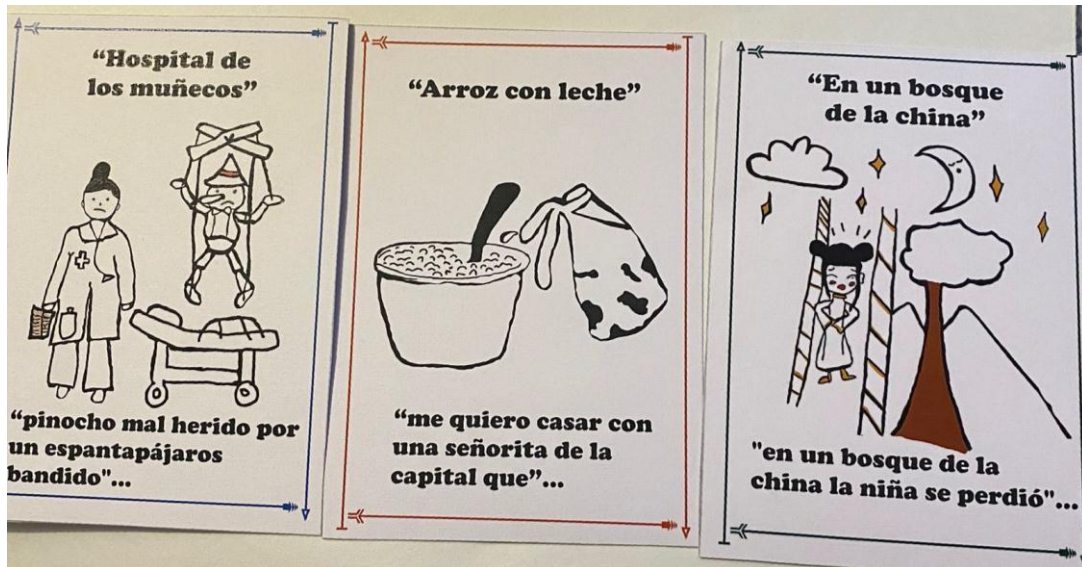 “Hospital de
los muñecos”
“pinocho mal herido por
un espantapájaros
bandido"...
“Arroz con leche”
“me quiero casar con
una señorita de la
capital que”...
“En un bosque
de la china”
"en un bosque de la
china la niña se perdió"...